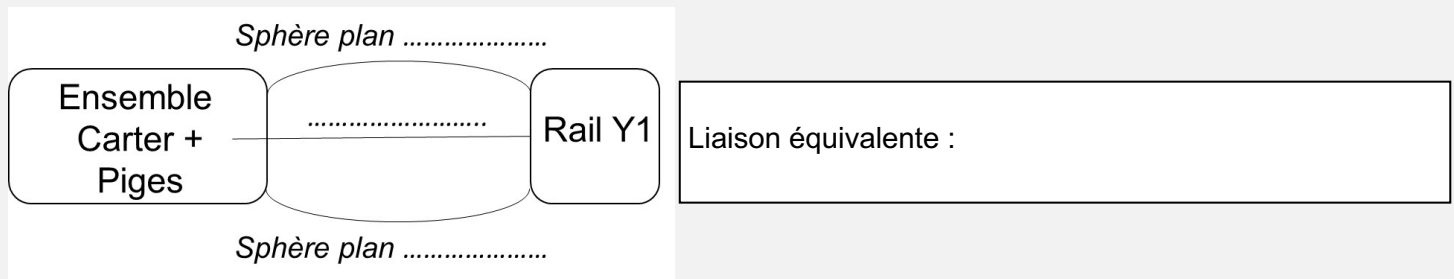 Sphère plan .....................
Ensemble
Carter +
Piges
..........................
Rail Y1
Liaison équivalente :
Sphère plan .....................